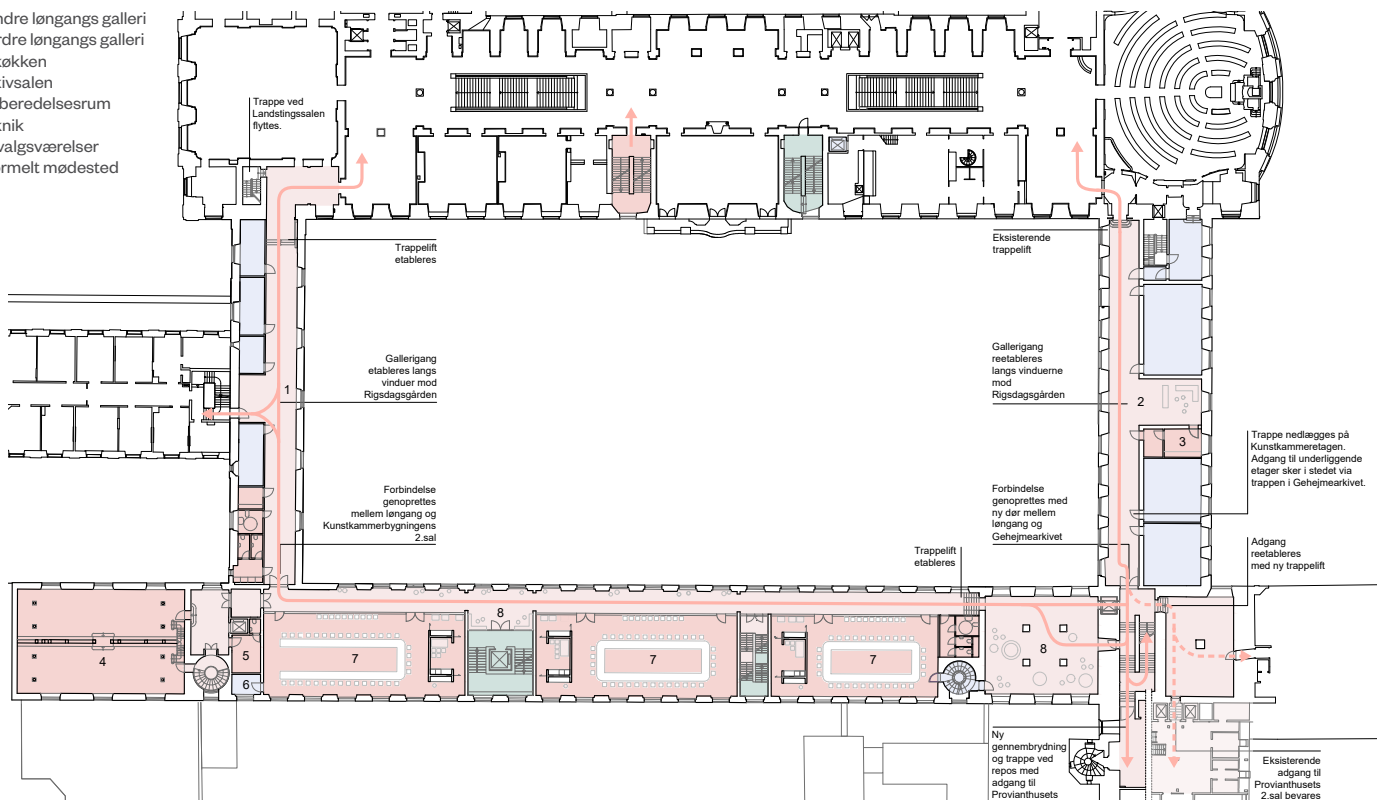 ndre løngangs galleri
rdre løngangs galleri
køkken
ivsalen
beredelsesrum
knik
valgsværelser
ormelt mødested
Trappe ved
Landstingssalen
flyttes.
Trappelift
etableres
Eksisterende
trappelift
Gallerigang
etableres langs
vinduer mod
Rigsdagsgården
1
Gallerigang
reetableres
langs vinduerne
mod
Rigsdagsgården
2
3
Trappe nedlægges på
Kunstkammeretagen.
Adgang til underliggende
etager sker i stedet via
trappen i Gehejmearkivet.
Forbindelse
genoprettes
mellem løngang og
Kunstkammerbygningens
2.sal
Forbindelse
genoprettes med
ny dør mellem
løngang og
Gehejmearkivet
Trappelift
etableres
Adgang
reetableres
med ny trappelift
4
5
6
7
8
7
7
8
Ny
gennembrydning
og trappe ved
repos med
adgang til
Provianthusets
Eksisterende
adgang til
Provianthusets
2.sal bevares